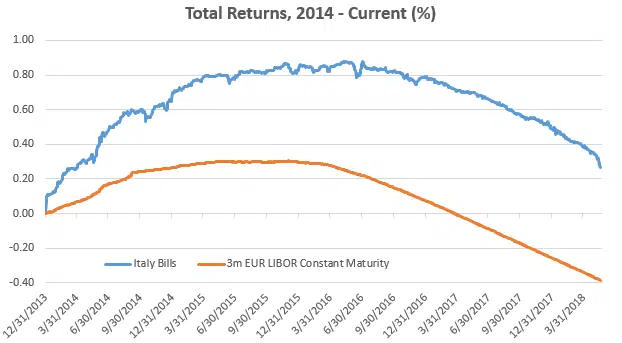 Total Returns, 2014 - Current (%)
1.00
0.80
0.60
0.40
0.20
0.00
-0.20
-0.40
Italy Bills 3m EUR LIBOR Constant Maturity
12/31/2013 3/31/2014 6/30/2014 9/30/2014 12/31/2014 3/31/2015 6/30/2015 9/30/2015 12/31/2015 3/31/2016 6/30/2016 9/30/2016 12/31/2016 3/31/2017 6/30/2017 9/30/2017 12/31/2017 3/31/2018